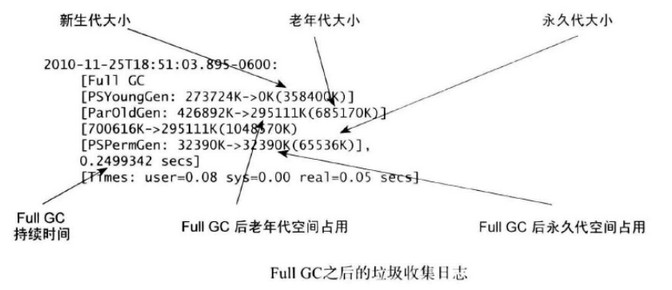 新生代大小 老年代大小 永久代大小
2010-11-25T18:51:03.895-0600:
[Full GC
[PSYoungGen: 273724K->0K(358400K)]
[ParOldGen: 426892K->295111K(685170K)]
[700616K->295111K(1048570K)
[PSPermGen: 32390K->32390K(65536K)],
0.2499342 secs]
[Times: user=0.08 sys=0.00 real=0.05 secs]
Full GC
持续时间
Full GC 后老年代空间占用
Full GC 后永久代空间占用
Full GC之后的垃圾收集日志